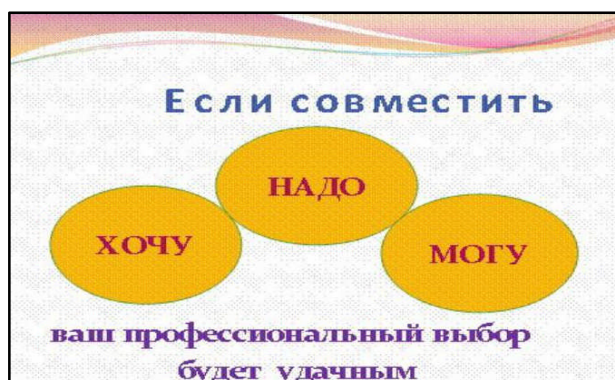 Если совместить
НАДО
ХОЧУ
МОГУ
ваш профессиональный выбор
будет удачным